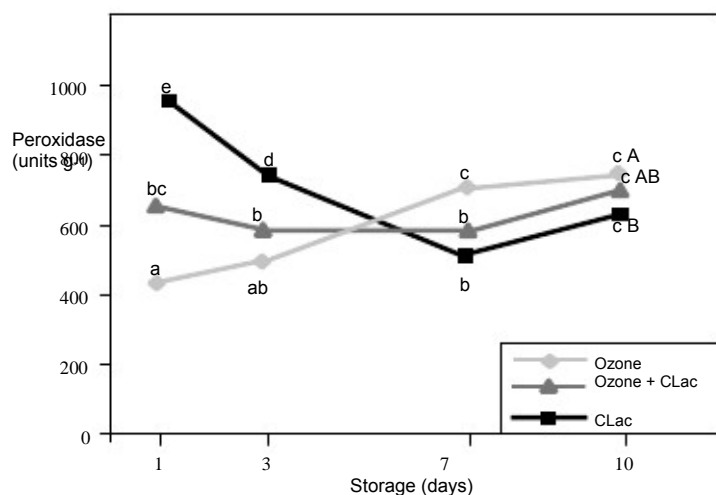 1000
e
Peroxidase
(units g-1)
800
d
c
c A
c AB
bc
b
b
600
c B
a
ab
b
400
200
0
Ozone
Ozone + CLac
CLac
1
3
7
10
Storage (days)